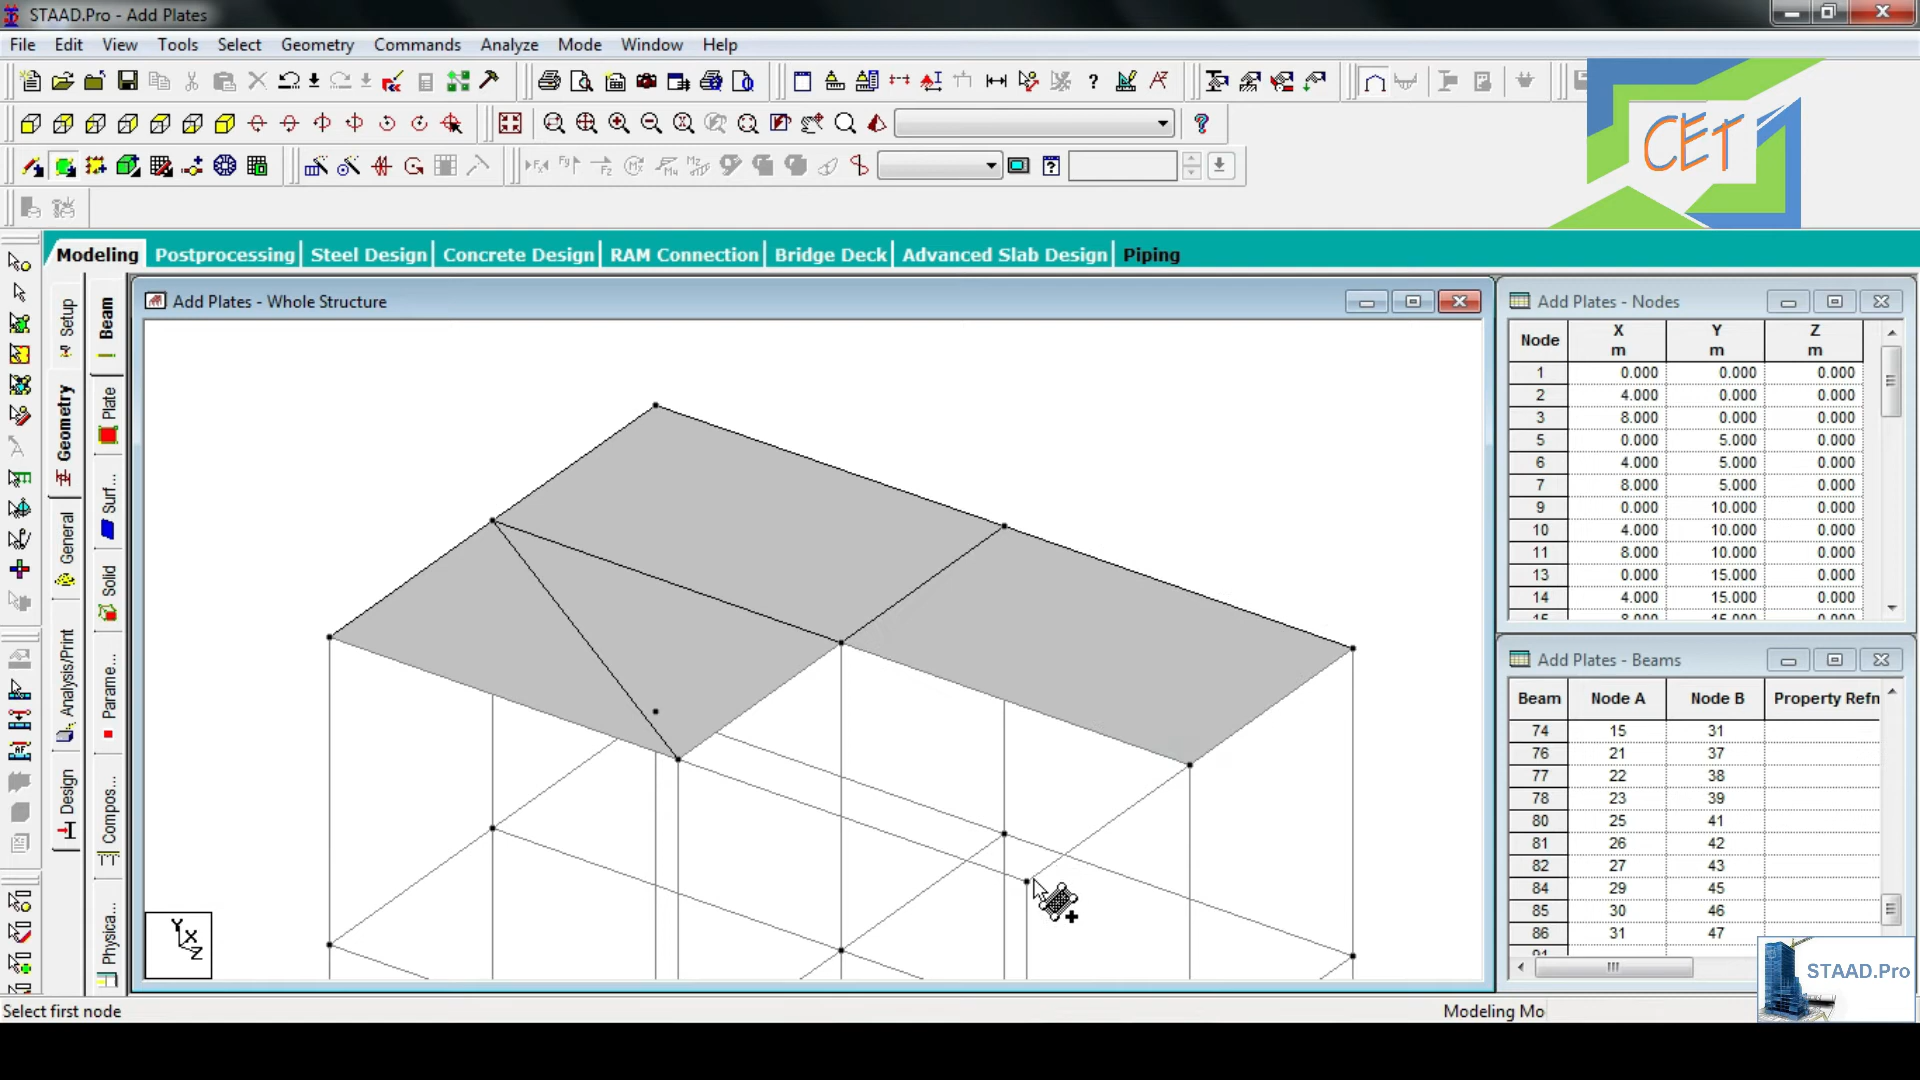 STAAD.Pro - Add Plates
File Edit View Tools Select Geometry Commands Analyze Mode Window Help
CET
Modeling Postprocessing Steel Design Concrete Design RAM Connection Bridge Deck Advanced Slab Design Piping
Setup
Geometry
General
Analysis/Print
Design
Beam
Plate
Surf...
Solid
Parame...
Compos...
Physica...
Add Plates - Whole Structure
Y
X
Z
Add Plates - Nodes
Node X Y Z
m m m
1 0.000 0.000 0.000
2 4.000 0.000 0.000
3 8.000 0.000 0.000
5 0.000 5.000 0.000
6 4.000 5.000 0.000
7 8.000 5.000 0.000
9 0.000 10.000 0.000
10 4.000 10.000 0.000
11 8.000 10.000 0.000
13 0.000 15.000 0.000
14 4.000 15.000 0.000
15 8.000 15.000 0.000
Add Plates - Beams
Beam Node A Node B Property Refn
74 15 31
76 21 37
77 22 38
78 23 39
80 25 41
81 26 42
82 27 43
84 29 45
85 30 46
86 31 47
91
STAAD.Pro
Select first node
Modeling Mo